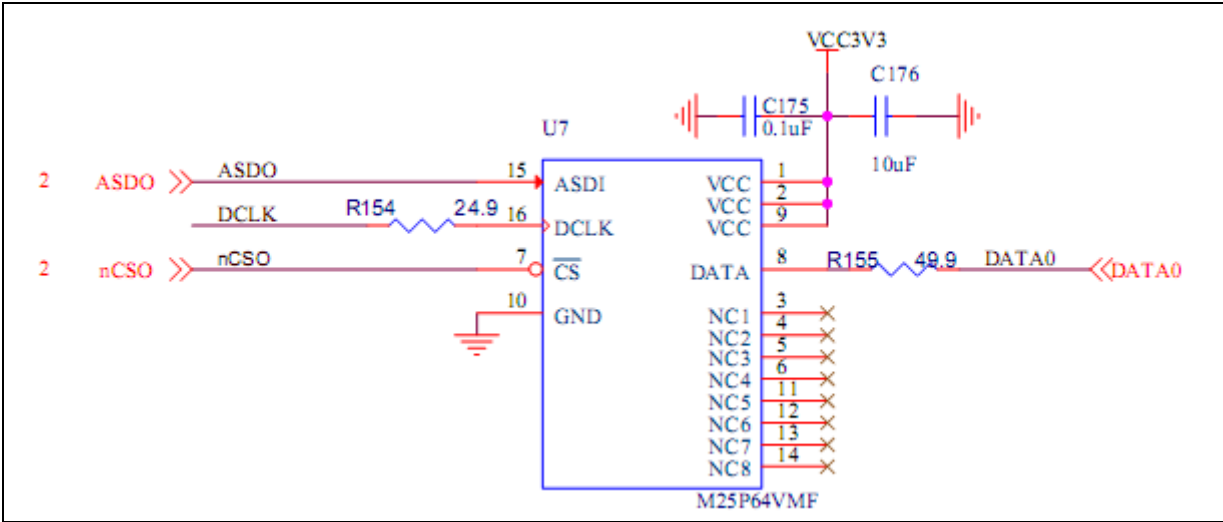 VCC3V3
C176
C175
0.1uF
10uF
U7
2 ASDO ASDO 15 ASDI VCC 1
DCLK R154 24.9 16 DCLK VCC 2
2 nCSO nCSO 7 CS VCC 9
DATA 8 R155 49.9 DATA0 DATA0
10 GND NC1 3
NC2 4
NC3 5
NC4 6
NC5 11
NC6 12
NC7 13
NC8 14
M25P64VMF